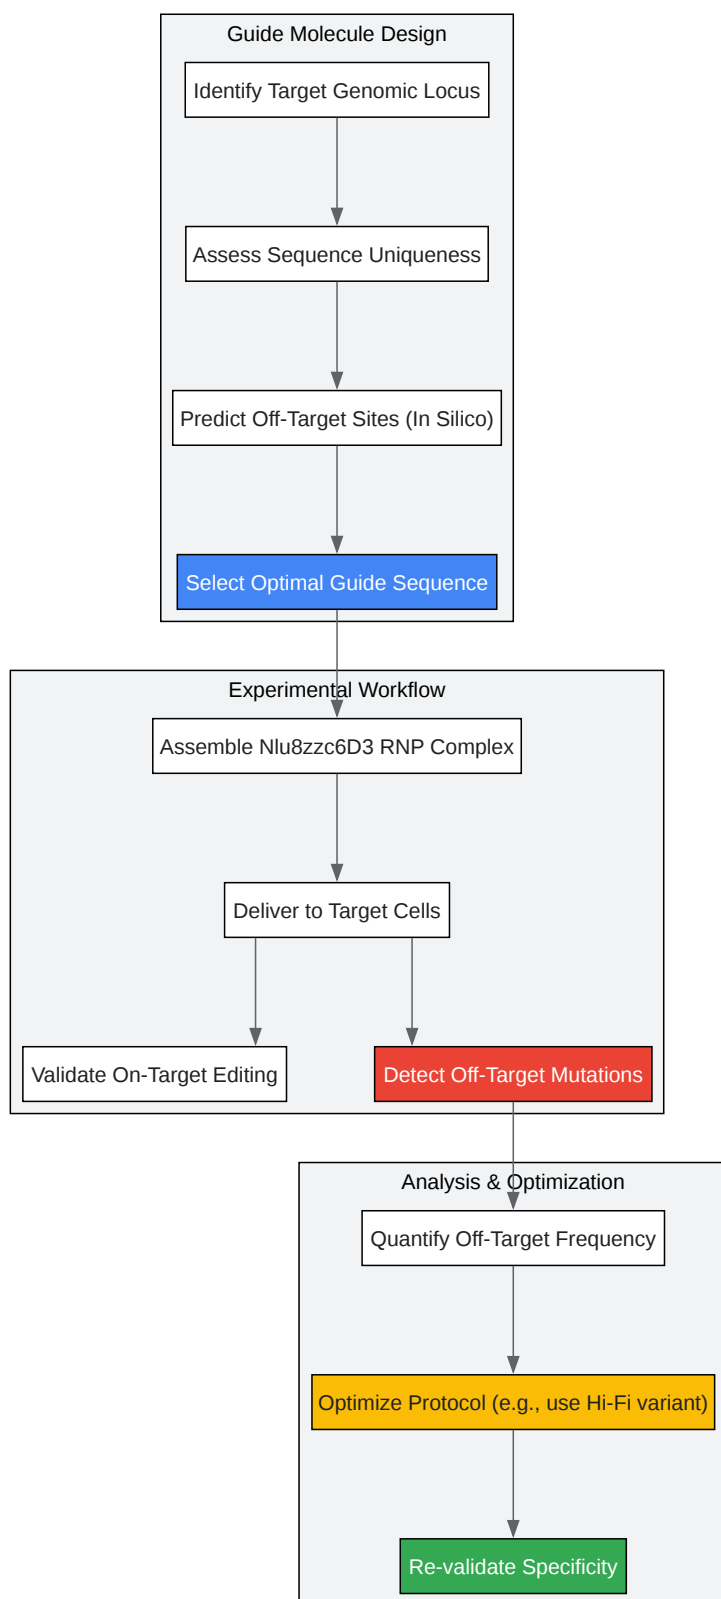 Guide Molecule Design
Identify Target Genomic Locus
Assess Sequence Uniqueness
Predict Off-Target Sites (In Silico)
Select Optimal Guide Sequence
Experimental Workflow
Assemble Nlu8zzc6D3 RNP Complex
Deliver to Target Cells
Validate On-Target Editing
Detect Off-Target Mutations
Analysis & Optimization
Quantify Off-Target Frequency
Optimize Protocol (e.g., use Hi-Fi variant)
Re-validate Specificity